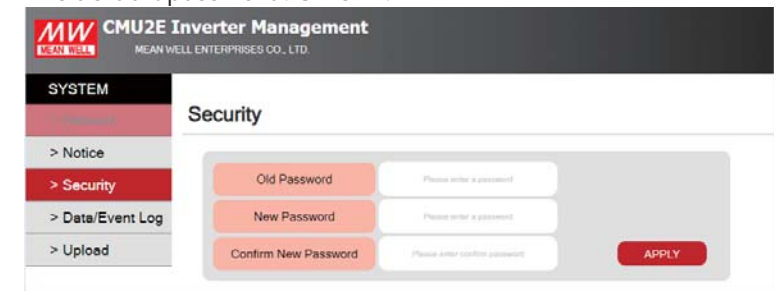 MW CMU2E Inverter Management
MEAN WELL MEAN WELL ENTERPRISES CO., LTD.
SYSTEM
Security
> Notice
> Security
> Data/Event Log
> Upload
Old Password Please enter a password
New Password Please enter a password
Confirm New Password Please enter confirm password
APPLY